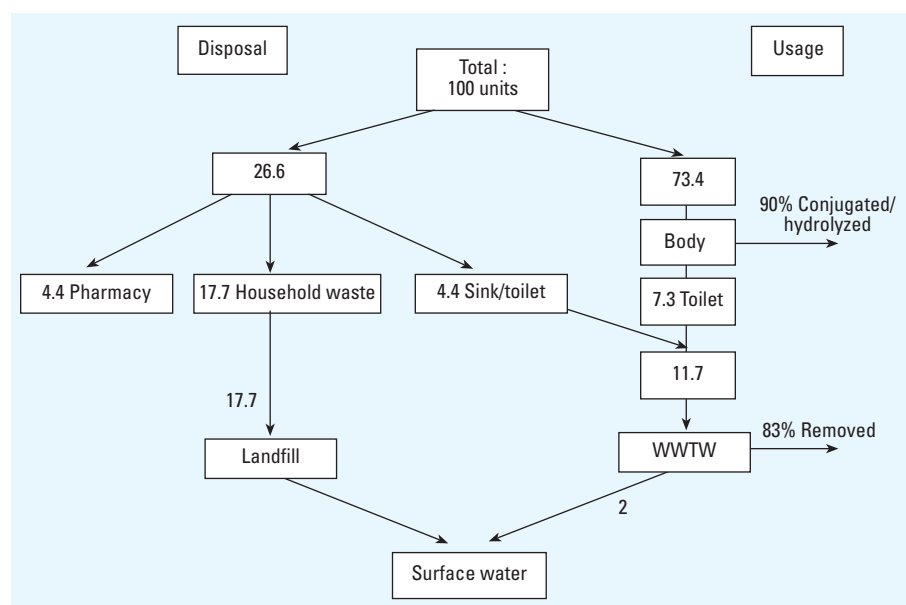 Disposal
Usage
Total :
100 units
26.6
73.4
90% Conjugated/
hydrolyzed
Body
4.4 Pharmacy
17.7 Household waste
4.4 Sink/toilet
7.3 Toilet
11.7
17.7
83% Removed
Landfill
WWTW
2
Surface water